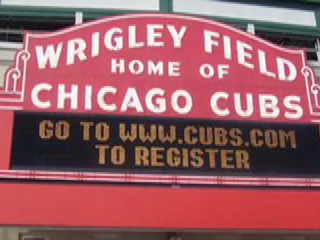 WRIGLEY FIELD
HOME OF
CHICAGO CUBS
GO TO WWW.CUBS.COM
TO REGISTER